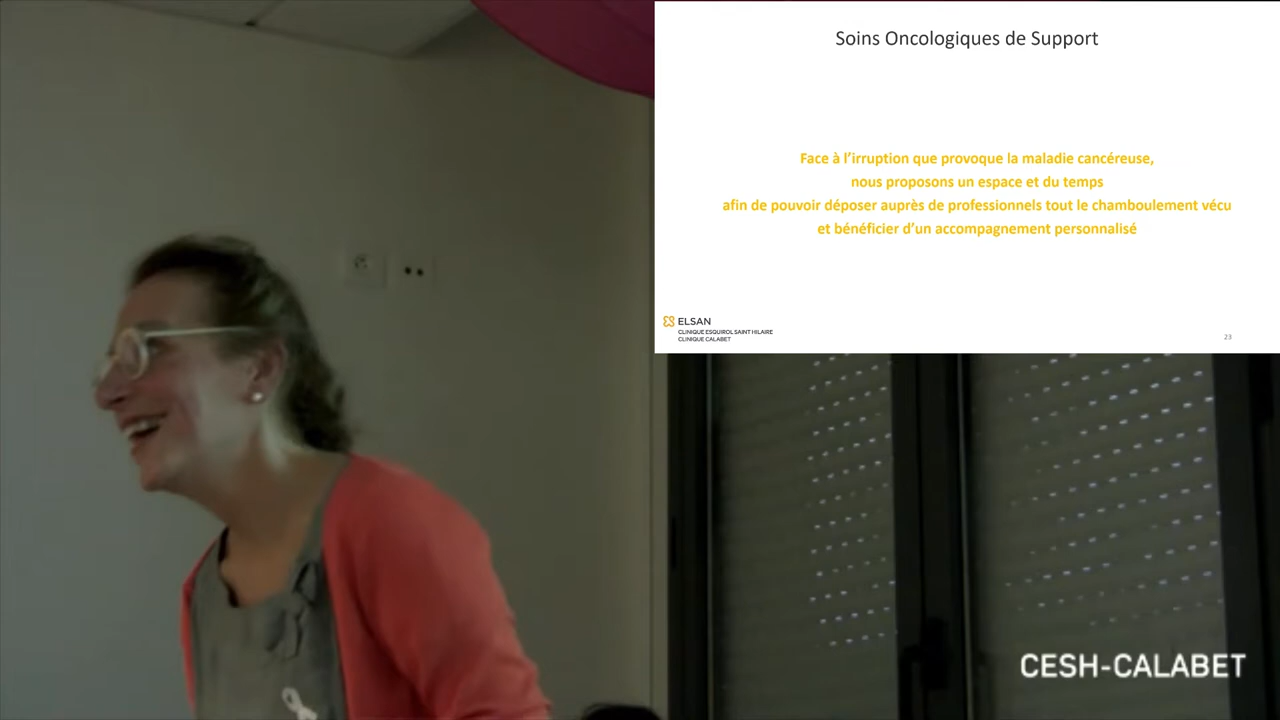 Soins Oncologiques de Support
Face à l’irruption que provoque la maladie cancéreuse,
nous proposons un espace et du temps
afin de pouvoir déposer auprès de professionnels tout le chamboulement vécu
et bénéficier d’un accompagnement personnalisé
ELSAN
CLINIQUE ESQUIROL SAINT HILAIRE
CLINIQUE CALABET
23
CESH-CALABET